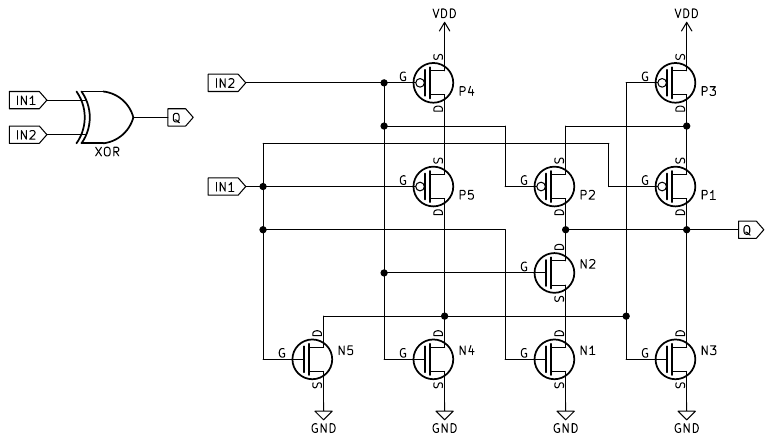 VDD VDD
S S
IN2 G P4 G P3
IN1 D D
Q
IN2
XOR
S S S
IN1 G P5 G P2 G P1
D D D
Q
D
G N2
S
D D D D
G N5 G N4 G N1 G N3
S S S S
GND GND GND GND